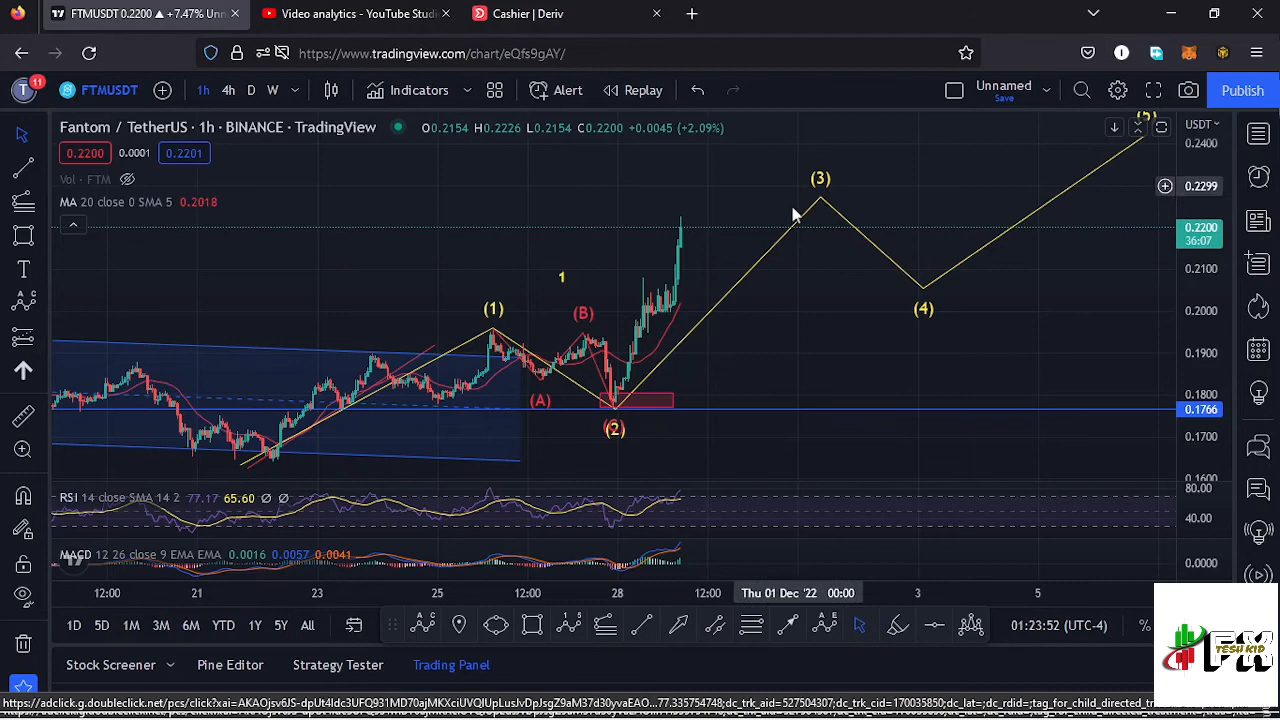 FTMUSDT 0.2200 ▲ +7.47% Unn
Video analytics - YouTube Studi
Cashier | Deriv
https://www.tradingview.com/chart/eQfs9gAY/
T 11 FTMUSDT 1h 4h D W Indicators Alert Replay Unnamed Save Publish
Fantom / TetherUS · 1h · BINANCE · TradingView O0.2154 H0.2226 L0.2154 C0.2200 +0.0045 (+2.09%) USDT
0.2200 0.0001 0.2201
Vol · FTM
MA 20 close 0 SMA 5 0.2018
0.2400
0.2299
0.2200
36:07
0.2100
0.2000
0.1900
0.1800
0.1766
0.1700
0.1600
(5)
(3)
1
(1)
(B)
(4)
(A)
(2)
RSI 14 close SMA 14 2 77.17 65.60 ∅ ∅
80.00
40.00
MACD 12 26 close 9 EMA EMA 0.0016 0.0057 0.0041
0.0000
12:00 21 23 25 12:00 28 12:00 Thu 01 Dec '22 00:00 3 5
1D 5D 1M 3M 6M YTD 1Y 5Y All 01:23:52 (UTC-4) %
Stock Screener Pine Editor Strategy Tester Trading Panel
FX
TESH KID